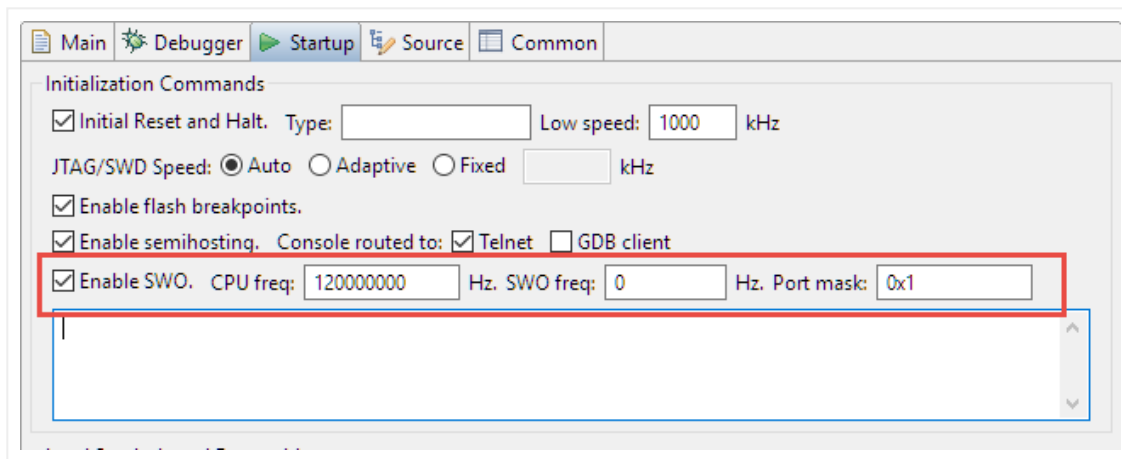 Main Debugger Startup Source Common
Initialization Commands
Initial Reset and Halt. Type: Low speed: 1000 kHz
JTAG/SWD Speed: Auto Adaptive Fixed kHz
Enable flash breakpoints.
Enable semihosting. Console routed to: Telnet GDB client
Enable SWO. CPU freq: 120000000 Hz. SWO freq: 0 Hz. Port mask: 0x1